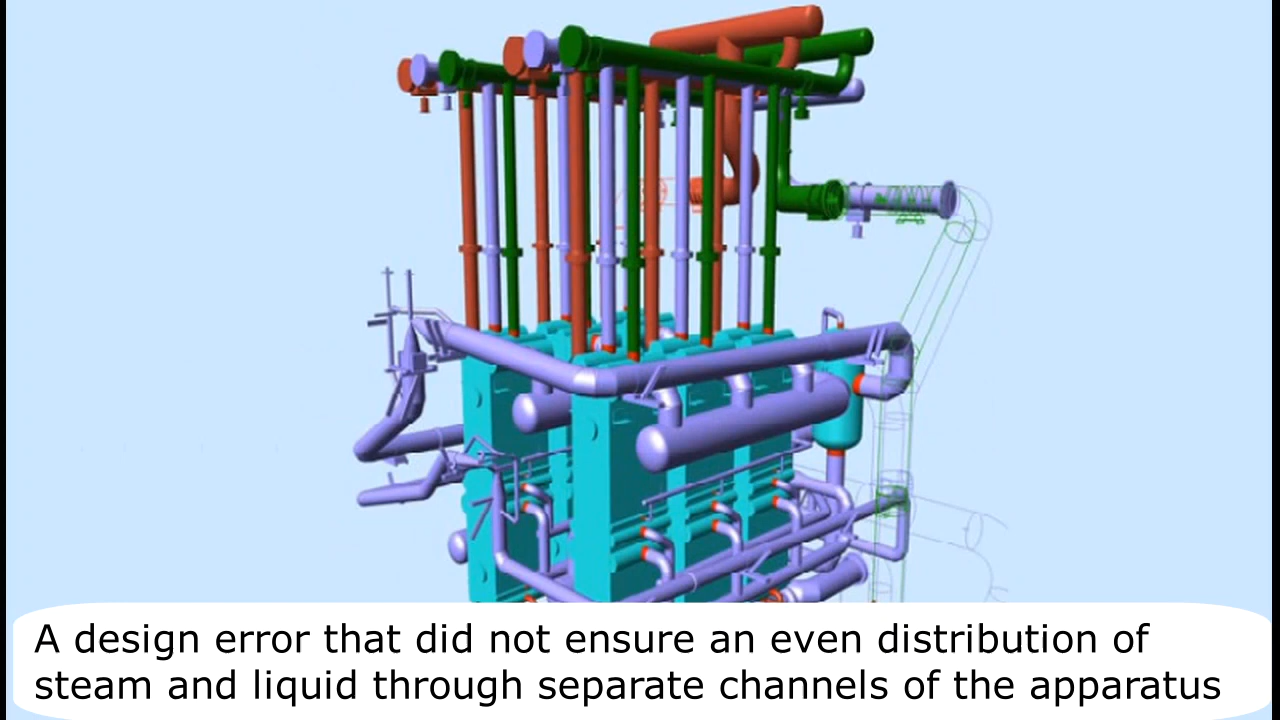 A design error that did not ensure an even distribution of
steam and liquid through separate channels of the apparatus